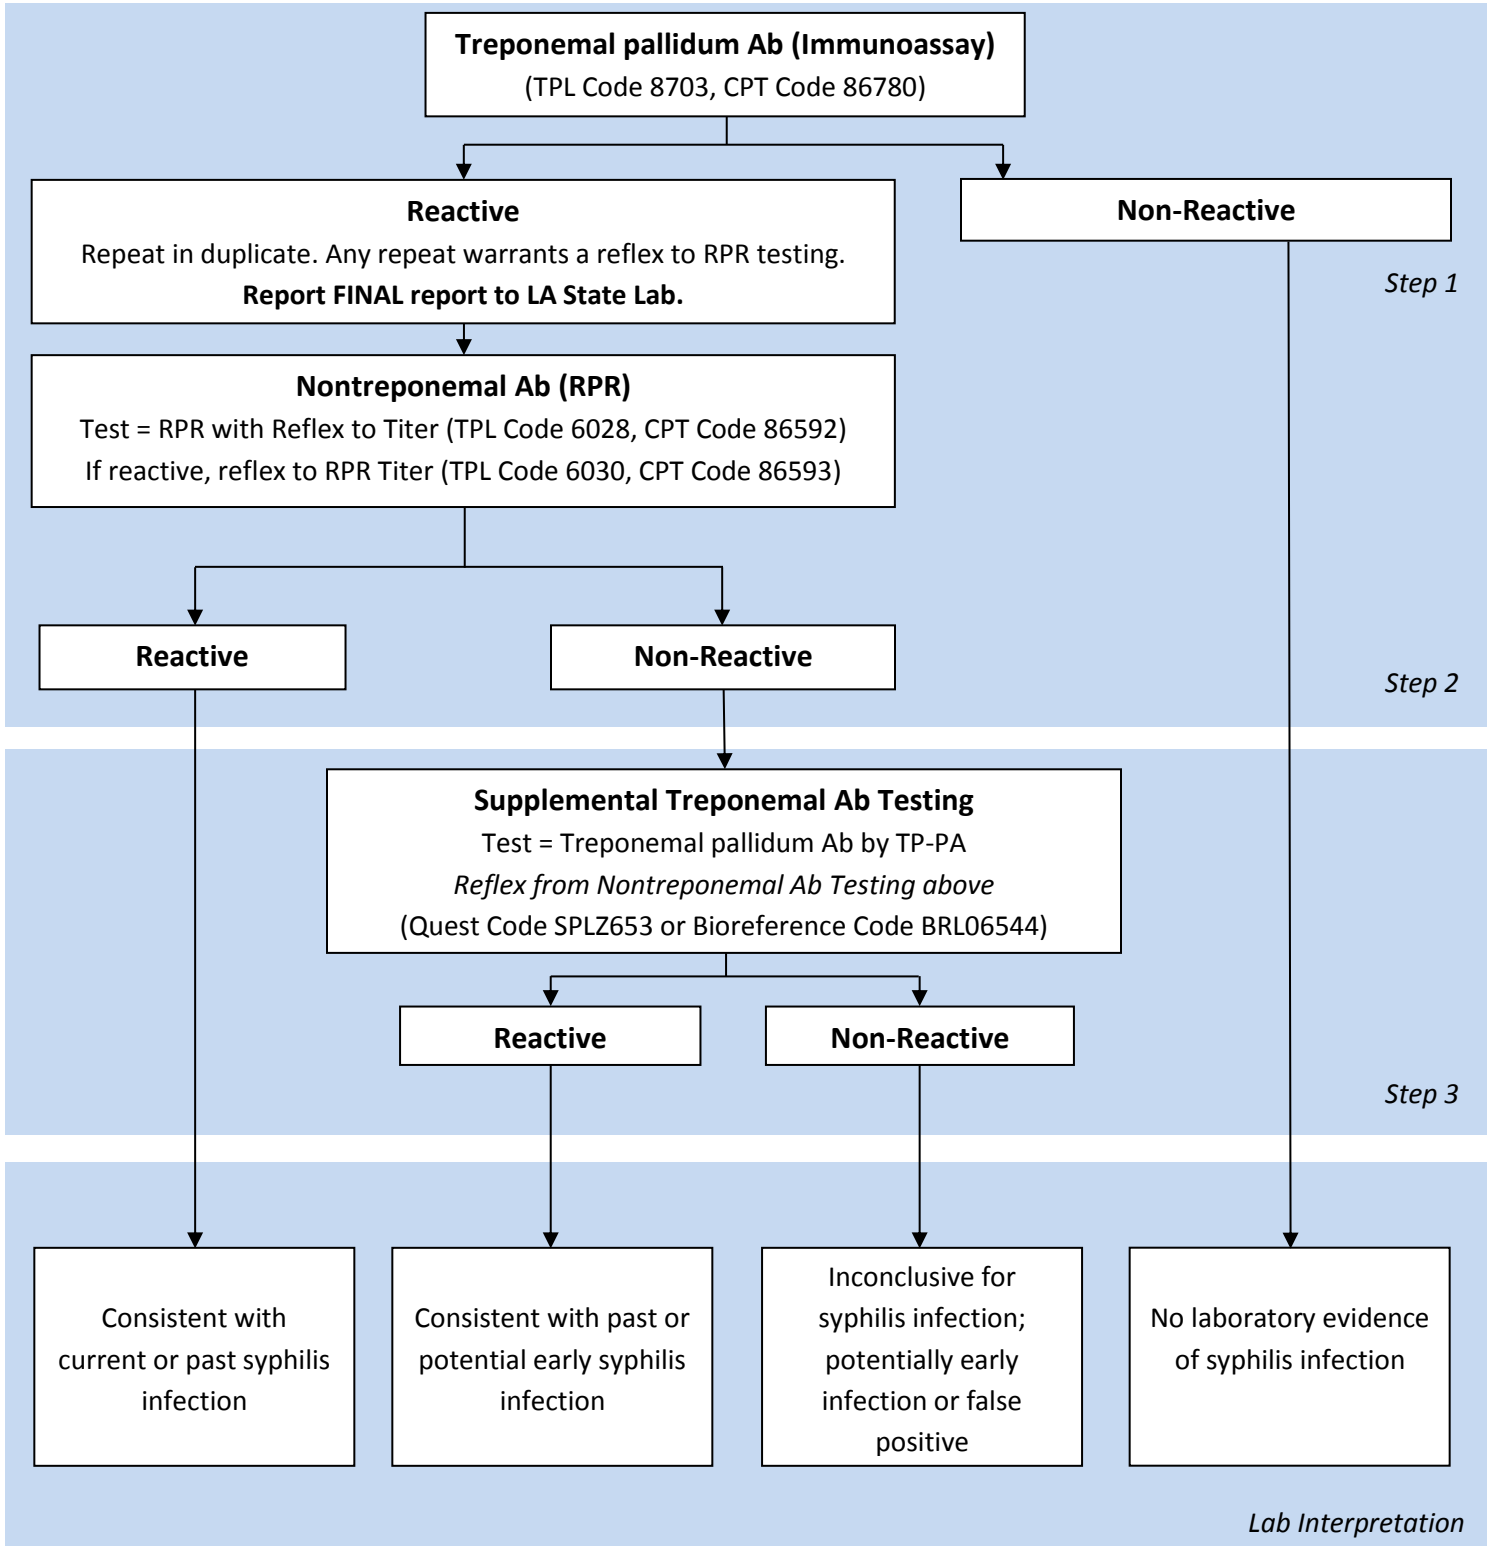 Treponemal pallidum Ab (Immunoassay)
(TPL Code 8703, CPT Code 86780)
Reactive
Repeat in duplicate. Any repeat warrants a reflex to RPR testing.
Report FINAL report to LA State Lab.
Non-Reactive
Step 1
Nontreponemal Ab (RPR)
Test = RPR with Reflex to Titer (TPL Code 6028, CPT Code 86592)
If reactive, reflex to RPR Titer (TPL Code 6030, CPT Code 86593)
Reactive
Non-Reactive
Step 2
Supplemental Treponemal Ab Testing
Test = Treponemal pallidum Ab by TP-PA
Reflex from Nontreponemal Ab Testing above
(Quest Code SPLZ653 or Bioreference Code BRL06544)
Reactive
Non-Reactive
Step 3
Consistent with
current or past syphilis
infection
Consistent with past or
potential early syphilis
infection
Inconclusive for
syphilis infection;
potentially early
infection or false
positive
No laboratory evidence
of syphilis infection
Lab Interpretation